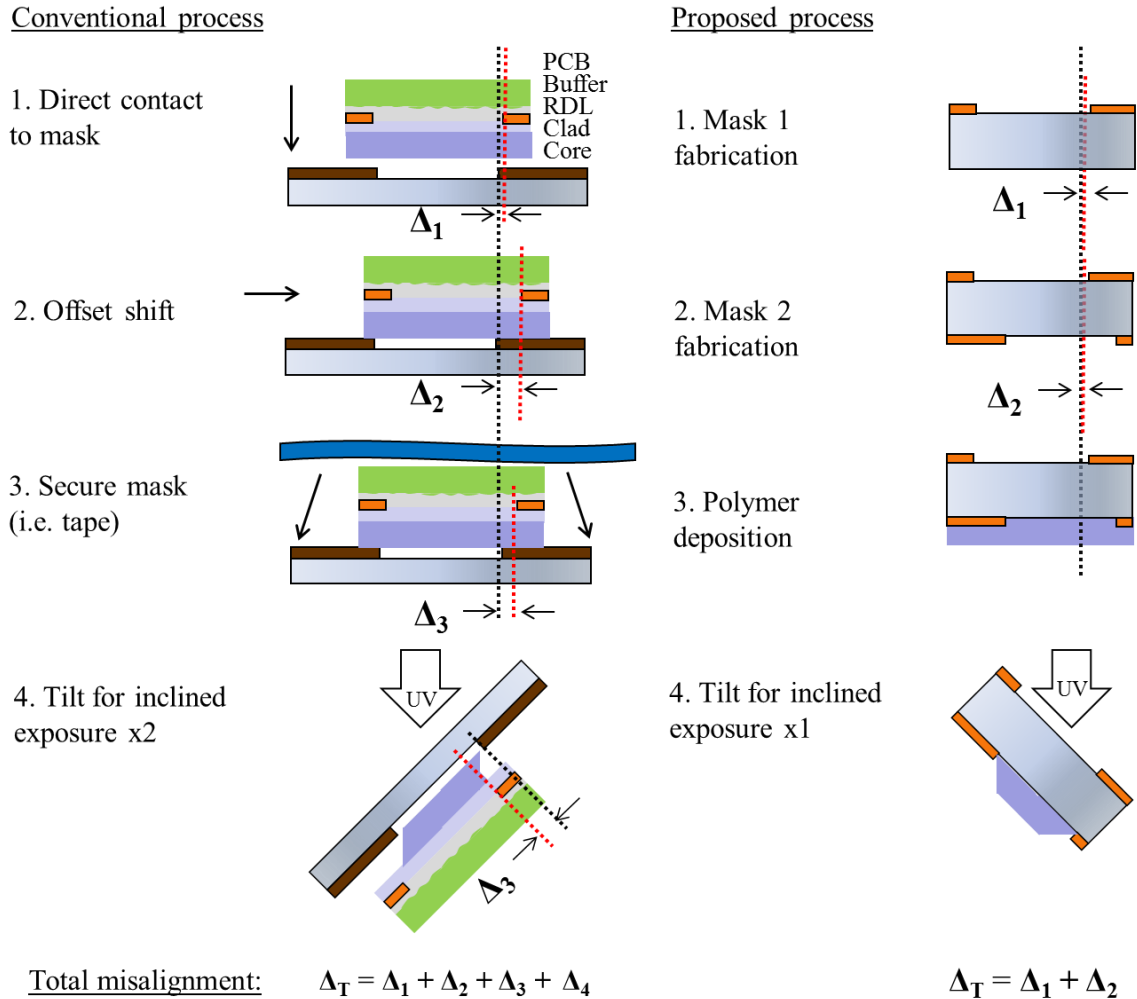 Conventional process
1. Direct contact
to mask
PCB
Buffer
RDL
Clad
Core
Δ1
2. Offset shift
Δ2
3. Secure mask
(i.e. tape)
Δ3
4. Tilt for inclined
exposure x2
UV
Δ3
Proposed process
1. Mask 1
fabrication
Δ1
2. Mask 2
fabrication
Δ2
3. Polymer
deposition
4. Tilt for inclined
exposure x1
UV
Total misalignment: ΔT = Δ1 + Δ2 + Δ3 + Δ4
ΔT = Δ1 + Δ2